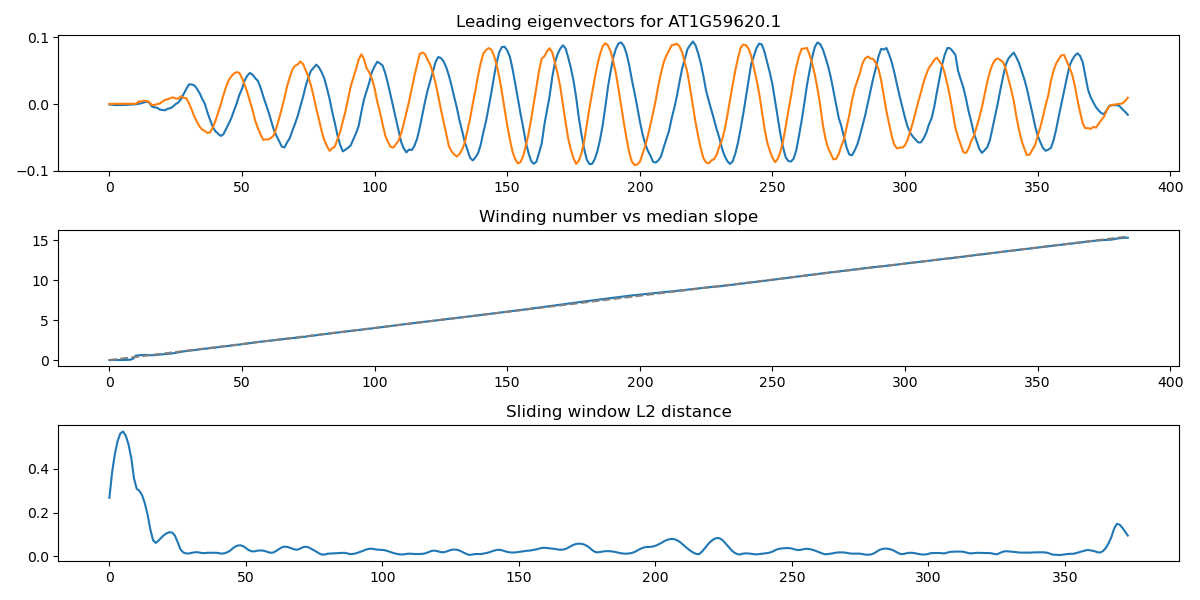 Leading eigenvectors for AT1G59620.1
0.1
0.0
−0.1
0 50 100 150 200 250 300 350 400
Winding number vs median slope
15
10
5
0
0 50 100 150 200 250 300 350 400
Sliding window L2 distance
0.4
0.2
0.0
0 50 100 150 200 250 300 350